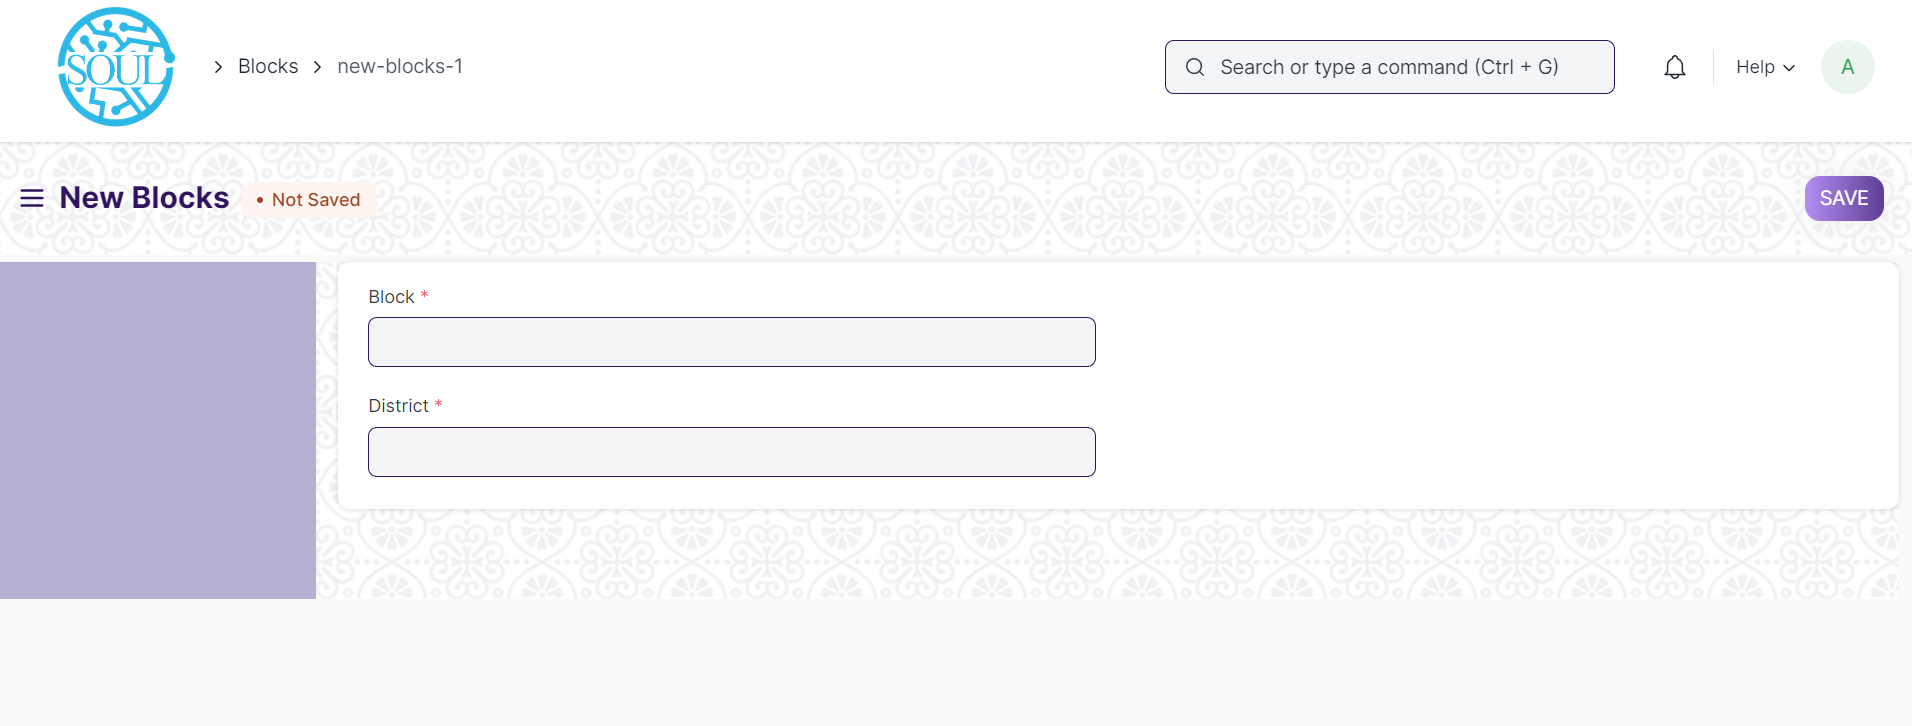 SOUL
Blocks
new-blocks-1
Search or type a command (Ctrl + G)
Help
A
New Blocks
• Not Saved
SAVE
Block *
District *